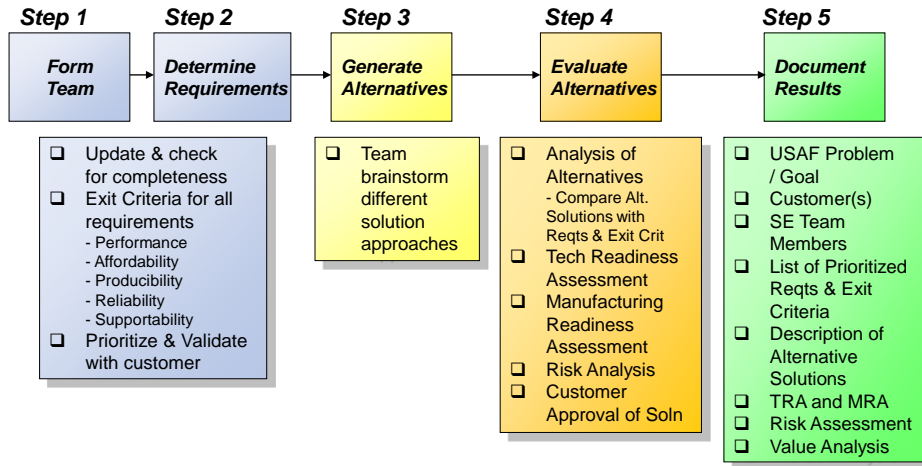 Step 1
Step 2
Step 3
Step 4
Step 5
Form
Team
Determine
Requirements
Generate
Alternatives
Evaluate
Alternatives
Document
Results
Update & check
for completeness
Exit Criteria for all
requirements
- Performance
- Affordability
- Producibility
- Reliability
- Supportability
Prioritize & Validate
with customer
Team
brainstorm
different
solution
approaches
Analysis of
Alternatives
- Compare Alt.
Solutions with
Reqts & Exit Crit
Tech Readiness
Assessment
Manufacturing
Readiness
Assessment
Risk Analysis
Customer
Approval of Soln
USAF Problem
/ Goal
Customer(s)
SE Team
Members
List of Prioritized
Reqts & Exit
Criteria
Description of
Alternative
Solutions
TRA and MRA
Risk Assessment
Value Analysis